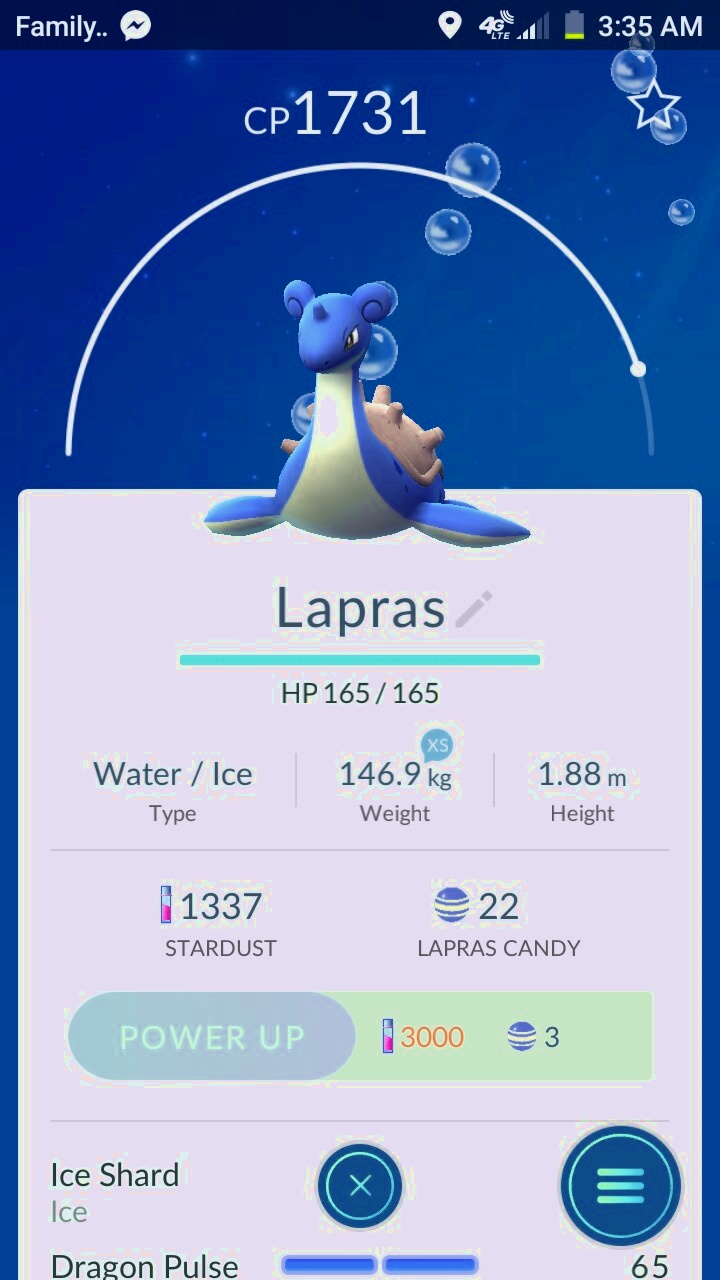 Family.. 4G LTE 3:35 AM
CP1731
Lapras
HP 165 / 165
XS
Water / Ice 146.9 kg 1.88 m
Type Weight Height
1337 22
STARDUST LAPRAS CANDY
POWER UP 3000 3
Ice Shard
Ice
Dragon Pulse 65